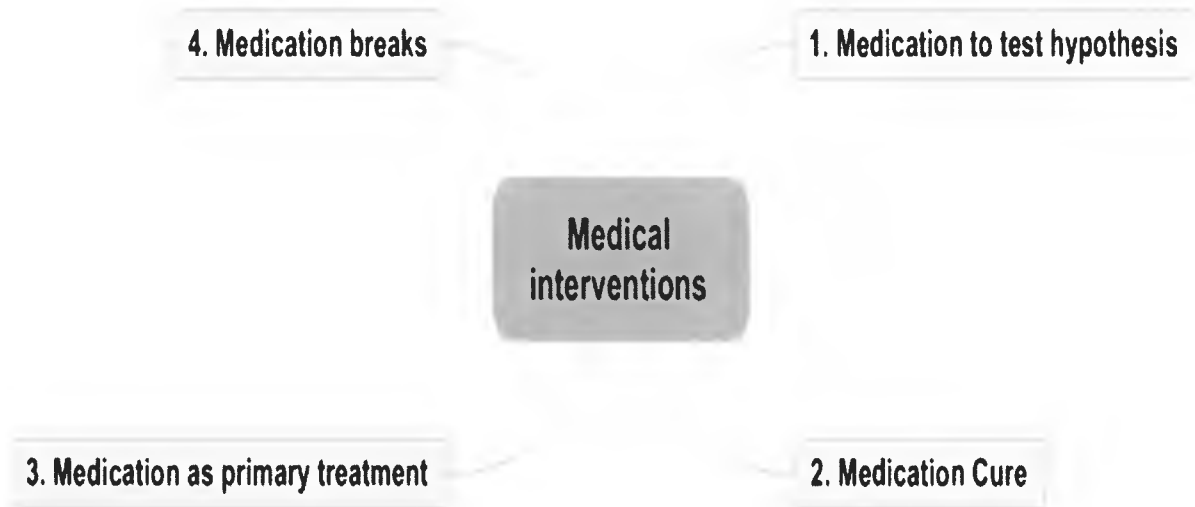 4. Medication breaks
1. Medication to test hypothesis
Medical
interventions
3. Medication as primary treatment
2. Medication Cure